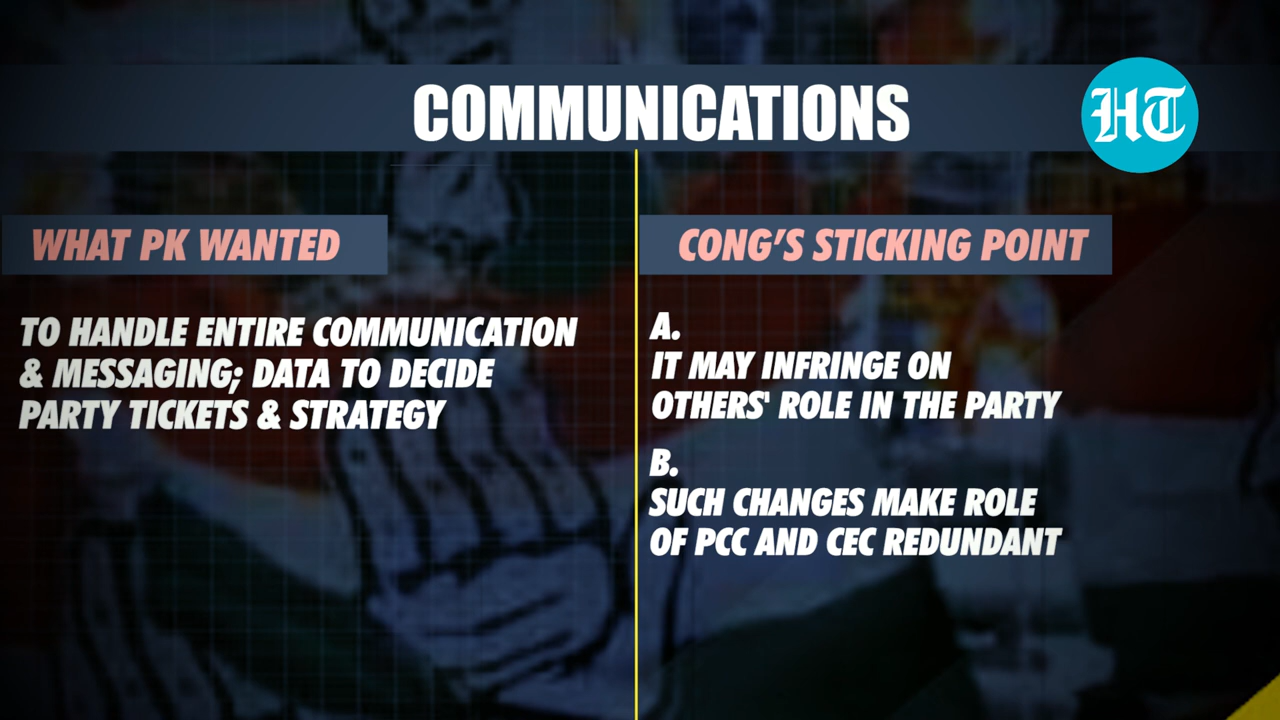 COMMUNICATIONS
HT
WHAT PK WANTED
TO HANDLE ENTIRE COMMUNICATION
& MESSAGING; DATA TO DECIDE
PARTY TICKETS & STRATEGY
CONG'S STICKING POINT
A.
IT MAY INFRINGE ON
OTHERS' ROLE IN THE PARTY
B.
SUCH CHANGES MAKE ROLE
OF PCC AND CEC REDUNDANT